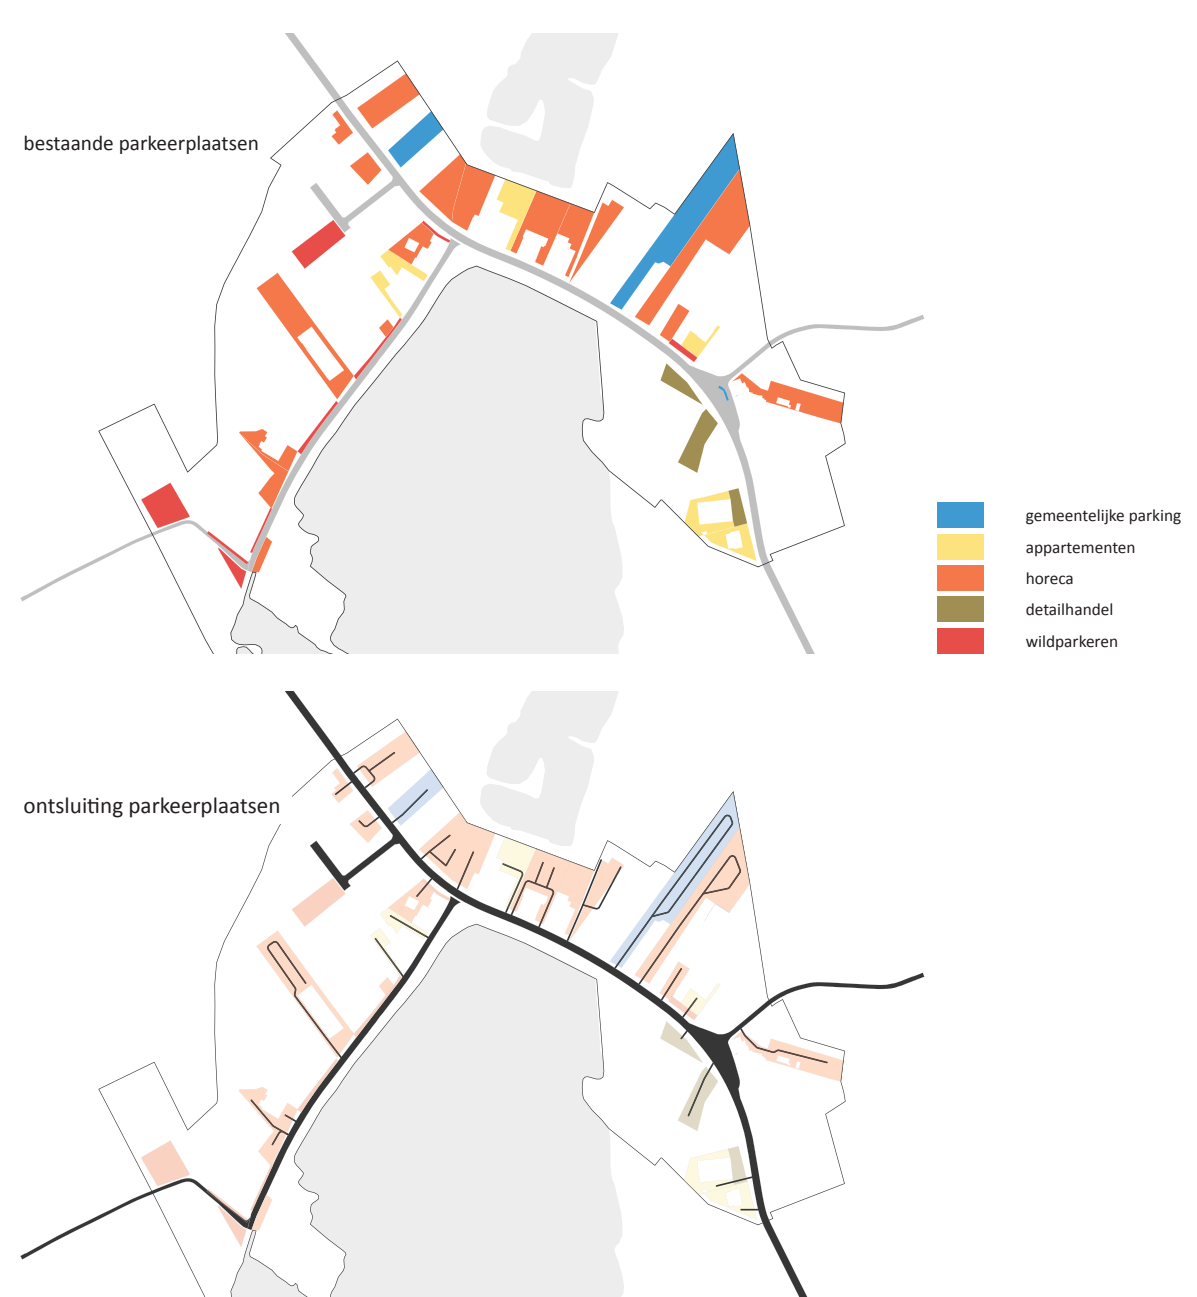 bestaande parkeerplaatsen
gemeentelijke parking
appartementen
horeca
detailhandel
wildparkeren
ontsluiting parkeerplaatsen